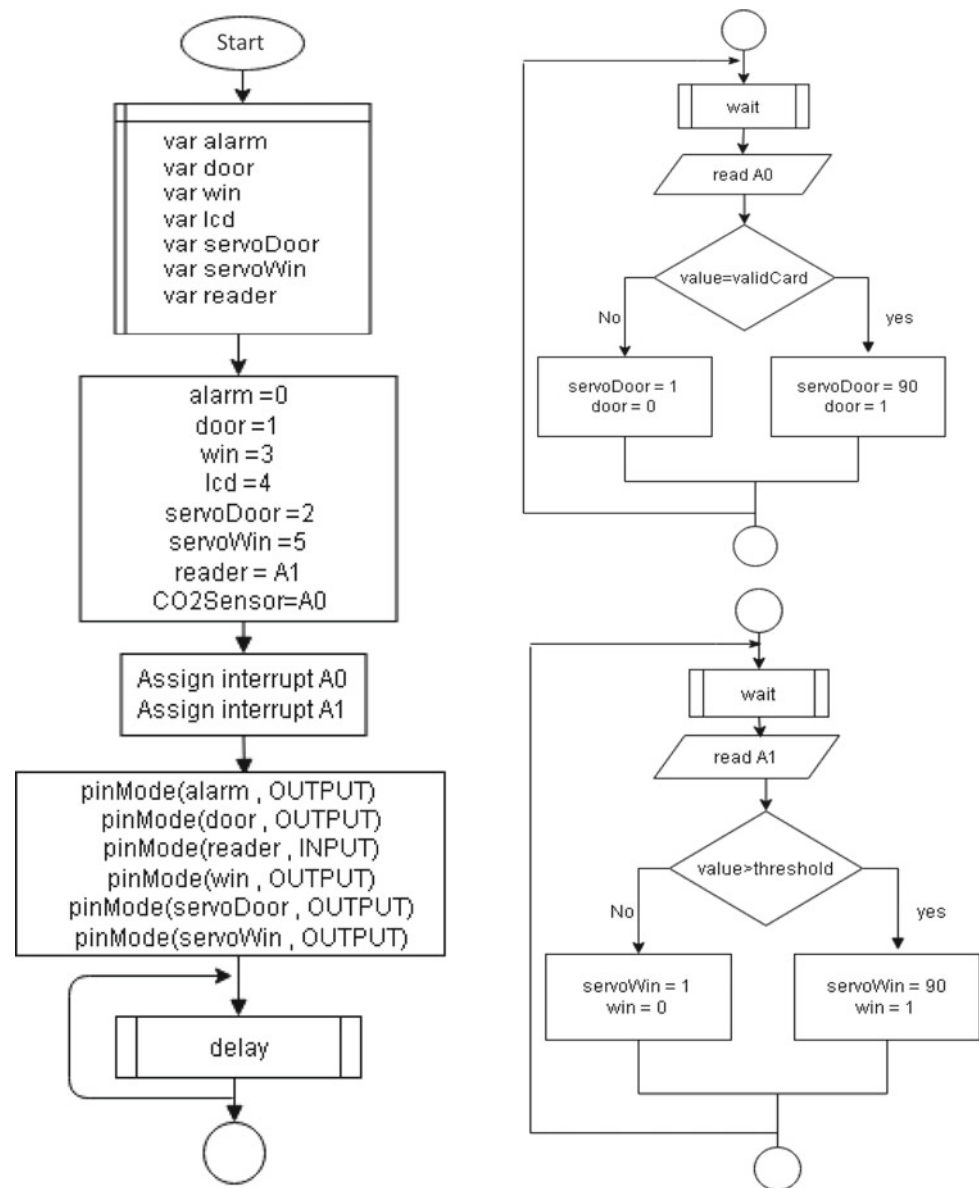 Start
var alarm
var door
var win
var lcd
var servoDoor
var servoWin
var reader
alarm =0
door =1
win =3
lcd =4
servoDoor =2
servoWin =5
reader = A1
CO2Sensor=A0
Assign interrupt A0
Assign interrupt A1
pinMode(alarm , OUTPUT)
pinMode(door , OUTPUT)
pinMode(reader , INPUT)
pinMode(win , OUTPUT)
pinMode(servoDoor , OUTPUT)
pinMode(servoWin , OUTPUT)
delay
wait
read A0
value=validCard
No
yes
servoDoor = 1
door = 0
servoDoor = 90
door = 1
wait
read A1
value>threshold
No
yes
servoWin = 1
win = 0
servoWin = 90
win = 1